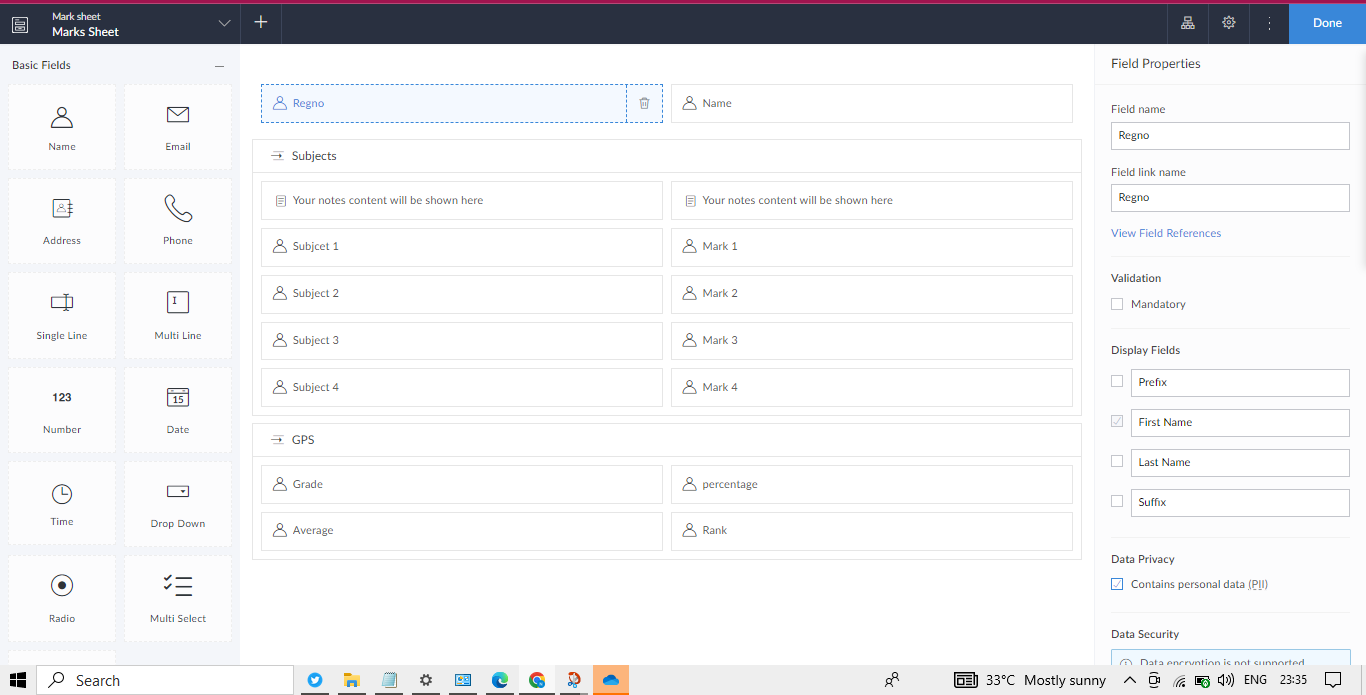 Mark sheet
Marks Sheet
Done
Basic Fields
Name
Email
Address
Phone
Single Line
Multi Line
123
Number
15
Date
Time
Drop Down
Radio
Multi Select
Regno
Name
Subjects
Your notes content will be shown here
Your notes content will be shown here
Subjcet 1
Mark 1
Subject 2
Mark 2
Subject 3
Mark 3
Subject 4
Mark 4
GPS
Grade
percentage
Average
Rank
Field Properties
Field name
Regno
Field link name
Regno
View Field References
Validation
Mandatory
Display Fields
Prefix
First Name
Last Name
Suffix
Data Privacy
Contains personal data (PII)
Data Security
Data encryption is not supported
Search
33°C Mostly sunny
ENG
23:35